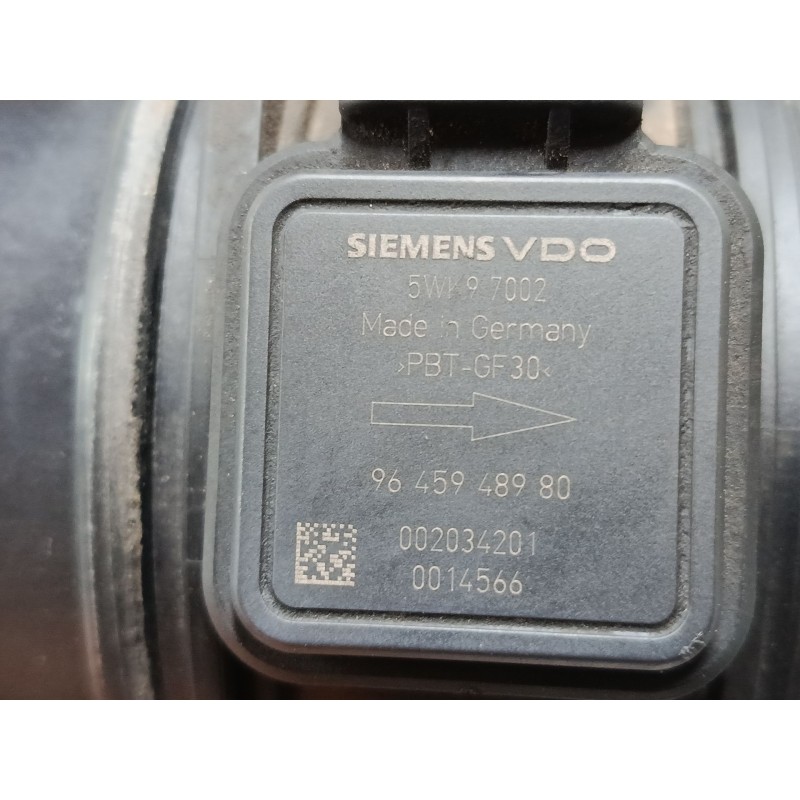 SIEMENS VDO
5WK9 7002
Made in Germany
>PBT-GF30<
96 459 489 80
002034201
0014566